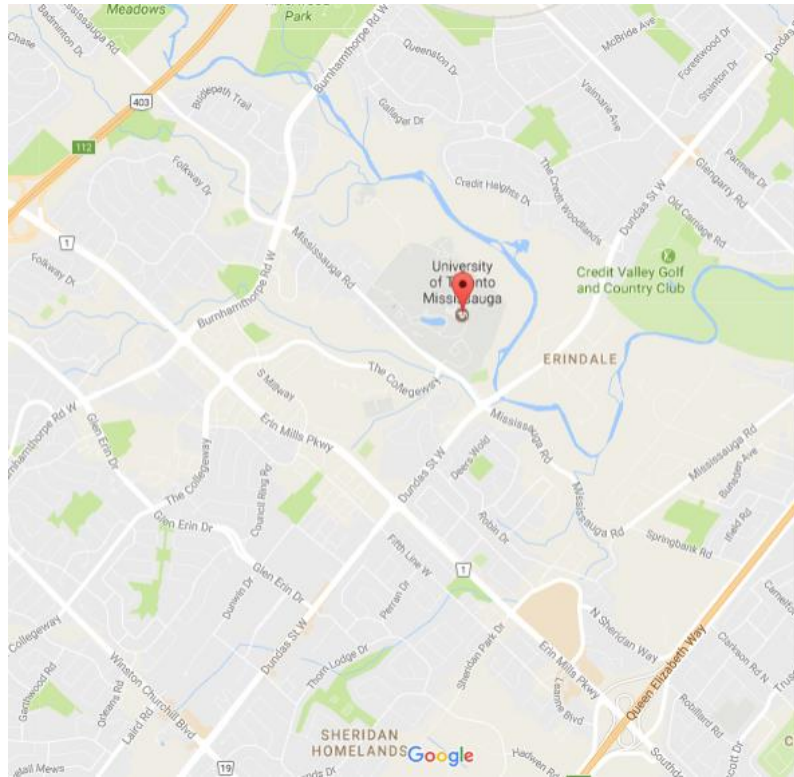 Meadows
Park
Chase
Badminton Dr
Mississauga Rd
403
112
Bridlepath Trail
Burnhamthorpe Rd W
Queenston Dr
Gallager Dr
McBride Ave
Forestwood Dr
Stainton Dr
Dundas
Valmarie Ave
Glengarry Rd
Parmeer Dr
Folkway Dr
Credit Heights Dr
The Credit Woodlands
Dundas St W
Old Carriage Rd
1
Folkway Dr
Mississauga Rd
Burnhamthorpe Rd W
University
of Toronto
Mississauga
Credit Valley Golf
and Country Club
ERINDALE
The Collegeway
S Millway
Erin Mills Pkwy
Burnhamthorpe Rd W
Glen Erin Dr
The Collegeway
Glen Erin Dr
Council Ring Rd
Dundas St W
Deers Wold
Mississauga Rd
Mississauga Rd
Mississauga Rd
Bunsden Ave
Ifield Rd
Springbank Rd
Robin Dr
Fifth Line W
Perran Dr
1
Glen Erin Dr
Dunwin Dr
Dundas St W
Thorn Lodge Dr
Sheridan Park Dr
N Sheridan Way
Erin Mills Pkwy
Leanne Blvd
Queen Elizabeth Way
Clarkson Rd N
Robillard Rd
Collegeway
Garthwood Rd
Orleans Rd
Laird Rd
Winston Churchill Blvd
19
SHERIDAN
HOMELANDS
Google
Hadwen Rd
Southdo